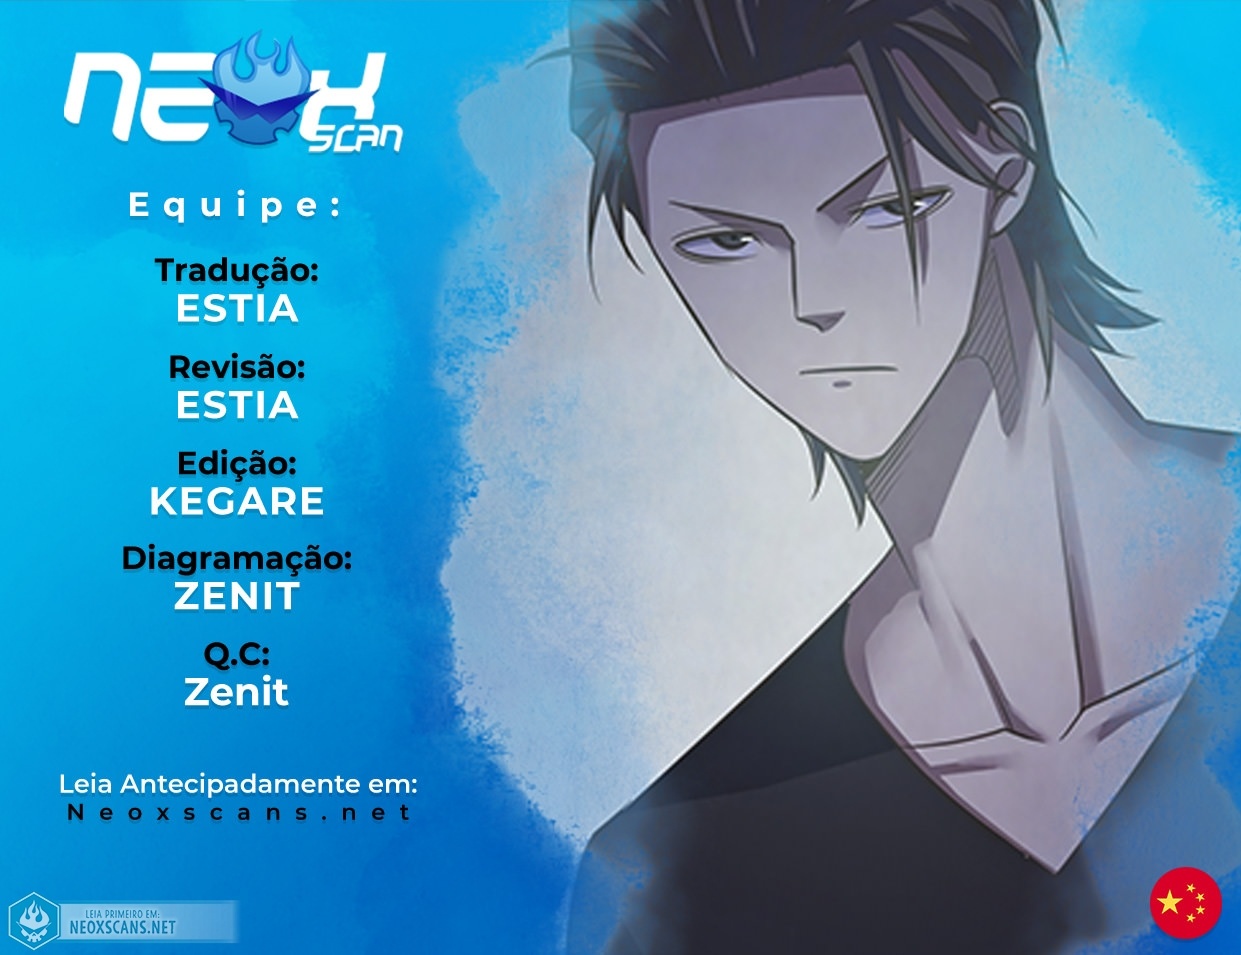 NEOX
SCAN
Equipe:
Tradução:
ESTIA
Revisão:
ESTIA
Edição:
KEGARE
Diagramação:
ZENIT
Q.C:
Zenit
Leia Antecipadamente em:
Neoxscans.net
LEIA PRIMEIRO EM:
NEOXSCANS.NET